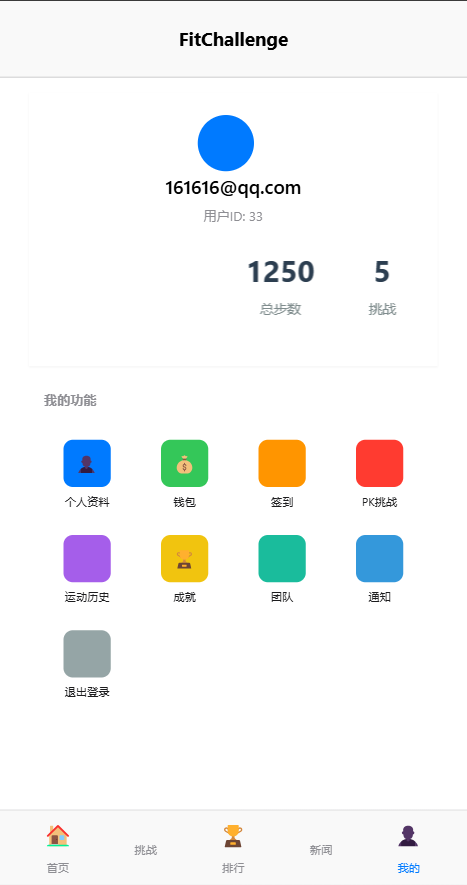 FitChallenge
161616@qq.com
用户ID: 33
1250 5
总步数 挑战
我的功能
个人资料 钱包 签到 PK挑战
运动历史 成就 团队 通知
退出登录
首页 挑战 排行 新闻 我的